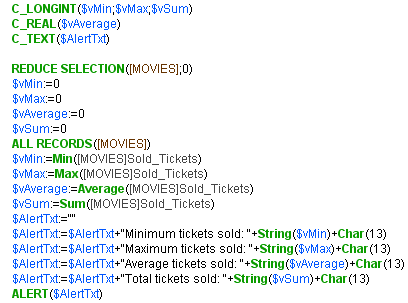 C_LONGINT($vMin;$vMax;$vSum)
C_REAL($vAverage)
C_TEXT($AlertTxt)
REDUCE SELECTION([MOVIES];0)
$vMin:=0
$vMax:=0
$vAverage:=0
$vSum:=0
ALL RECORDS([MOVIES])
$vMin:=Min([MOVIES]Sold_Tickets)
$vMax:=Max([MOVIES]Sold_Tickets)
$vAverage:=Average([MOVIES]Sold_Tickets)
$vSum:=Sum([MOVIES]Sold_Tickets)
$AlertTxt:=""
$AlertTxt:=$AlertTxt+"Minimum tickets sold: "+String($vMin)+Char(13)
$AlertTxt:=$AlertTxt+"Maximum tickets sold: "+String($vMax)+Char(13)
$AlertTxt:=$AlertTxt+"Average tickets sold: "+String($vAverage)+Char(13)
$AlertTxt:=$AlertTxt+"Total tickets sold: "+String($vSum)+Char(13)
ALERT($AlertTxt)